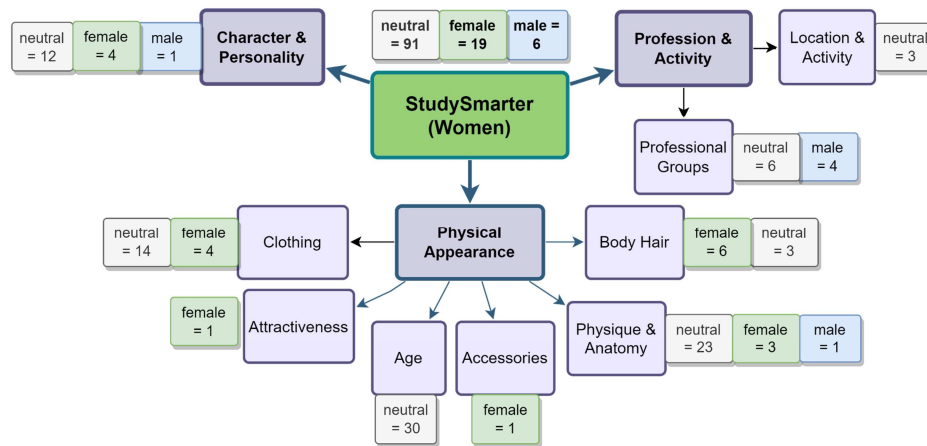 neutral
= 12
female
= 4
male
= 1
Character &
Personality
neutral
= 91
female
= 19
male =
6
Profession &
Activity
Location &
Activity
neutral
= 3
StudySmarter
(Women)
Professional
Groups
neutral
= 6
male
= 4
neutral
= 14
female
= 4
Clothing
Physical
Appearance
Body Hair
female
= 6
neutral
= 3
female
= 1
Attractiveness
Age
neutral
= 30
Accessories
female
= 1
Physique &
Anatomy
neutral
= 23
female
= 3
male
= 1